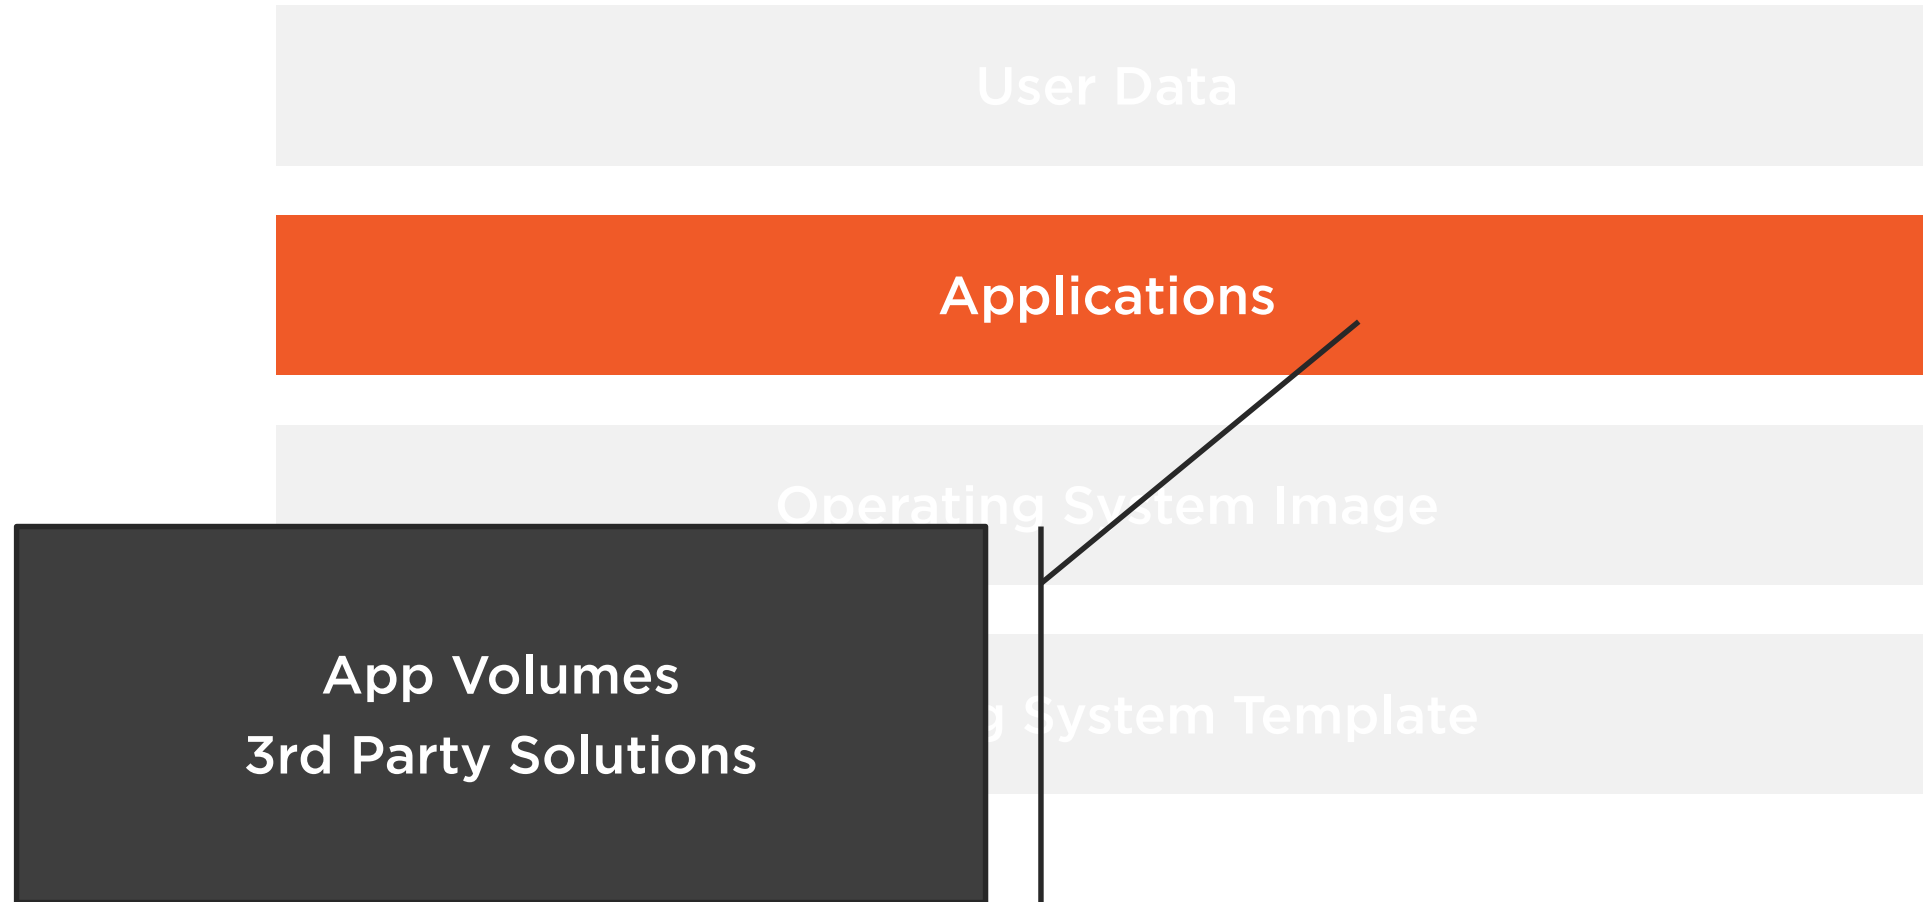 User Data
Applications
Operating System Image
System Template
App Volumes
3rd Party Solutions